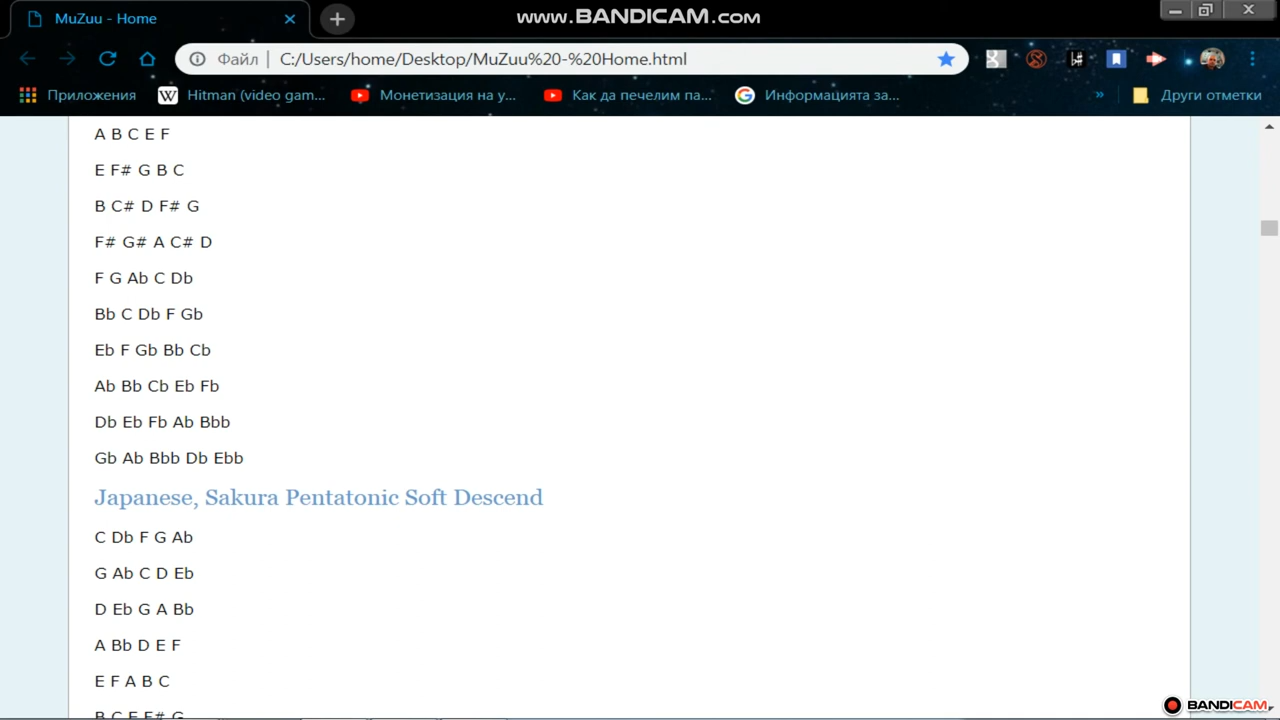 MuZuu - Home
www.BANDICAM.com
Файл
C:/Users/home/Desktop/MuZuu%20-%20Home.html
Приложения
Hitman (video gam...
Монетизация на у...
Как да печелим па...
Информацията за...
»
Други отметки
A B C E F
E F# G B C
B C# D F# G
F# G# A C# D
F G Ab C Db
Bb C Db F Gb
Eb F Gb Bb Cb
Ab Bb Cb Eb Fb
Db Eb Fb Ab Bbb
Gb Ab Bbb Db Ebb
Japanese, Sakura Pentatonic Soft Descend
C Db F G Ab
G Ab C D Eb
D Eb G A Bb
A Bb D E F
E F A B C
B C E F# G
BANDICAM